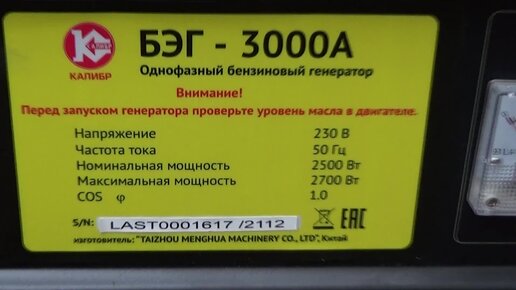 БЭГ - 3000А
КАЛИБР
КАЛИБР
Однофазный бензиновый генератор
Внимание!
Перед запуском генератора проверьте уровень масла в двигателе.
Напряжение 230 В
Частота тока 50 Гц
Номинальная мощность 2500 Вт
Максимальная мощность 2700 Вт
COS φ 1.0
S/N: LAST0001617 /2112
EAC
изготовитель: "TAIZHOU MENGHUA MACHINERY CO., LTD", Китай